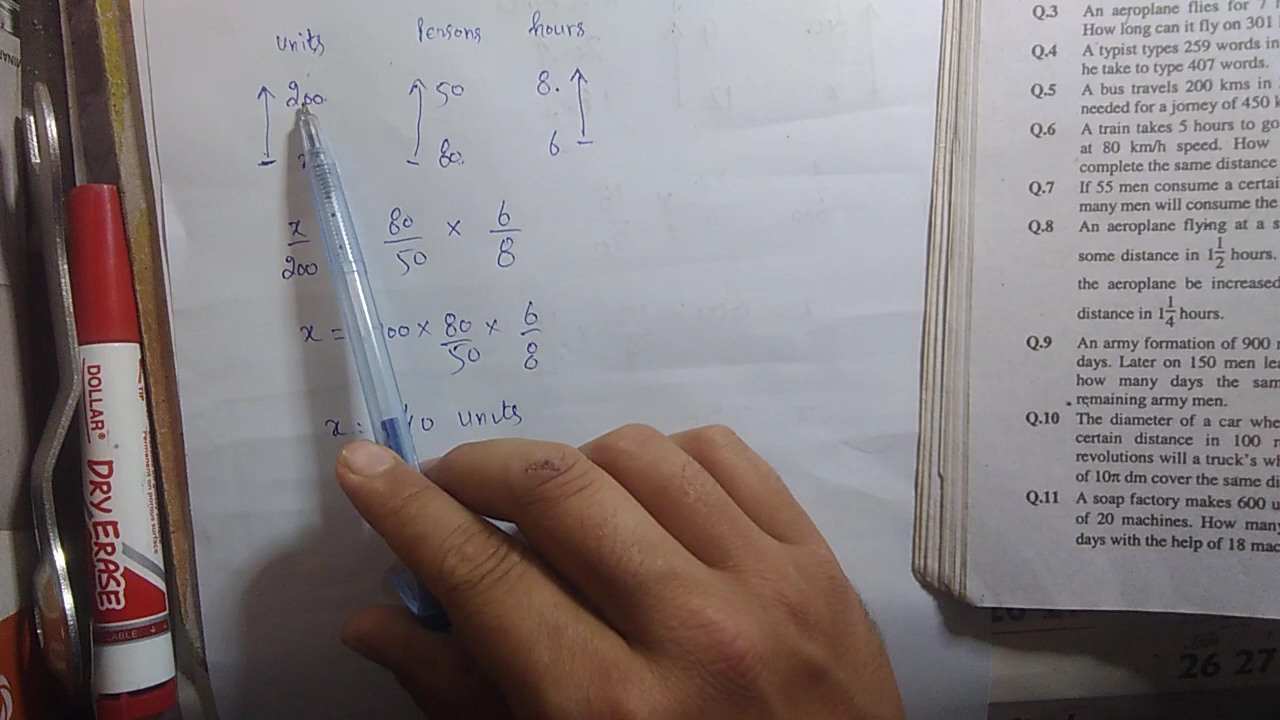 units Persons hours
200 50 8.
80. 6
x/200 80/50 × 6/8
x = 00 × 80/50 × 6/8
x = 40 units
DOLLAR
DRY ERASE
Q.3 An aeroplane flies for 7
How long can it fly on 301
Q.4 A typist types 259 words in
he take to type 407 words.
Q.5 A bus travels 200 kms in
needed for a jorney of 450
Q.6 A train takes 5 hours to go
at 80 km/h speed. How
complete the same distance
Q.7 If 55 men consume a certai
many men will consume the
Q.8 An aeroplane flying at a s
some distance in 1 1/2 hours.
the aeroplane be increased
distance in 1 1/4 hours.
Q.9 An army formation of 900
days. Later on 150 men lea
how many days the sam
remaining army men.
Q.10 The diameter of a car whe
certain distance in 100
revolutions will a truck's wh
of 10π dm cover the same di
Q.11 A soap factory makes 600 u
of 20 machines. How many
days with the help of 18 mac
26 27